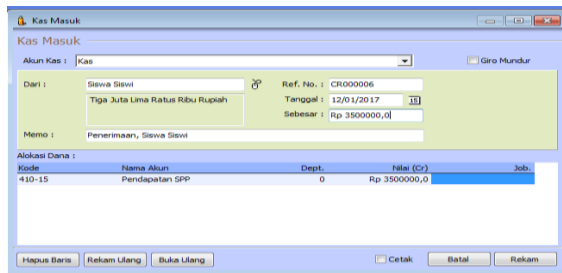 Kas Masuk
Kas Masuk
Akun Kas : Kas Giro Mundur
Dari : Siswa Siswi Ref. No. : CR000006
Tiga Juta Lima Ratus Ribu Rupiah Tanggal : 12/01/2017 15
Sebesar : Rp 3500000,0
Memo : Penerimaan, Siswa Siswi
Alokasi Dana :
Kode Nama Akun Dept. Nilai (Cr) Job.
410-15 Pendapatan SPP 0 Rp 3500000,0
Hapus Baris Rekam Ulang Buka Ulang Cetak Batal Rekam